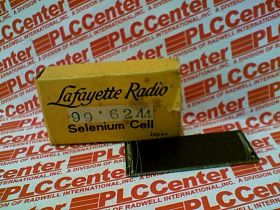 Lafayette Radio
99*6244
Selenium Cell
Japan
PLCCenter
A DIVISION OF RADWELL INTERNATIONAL, INC.